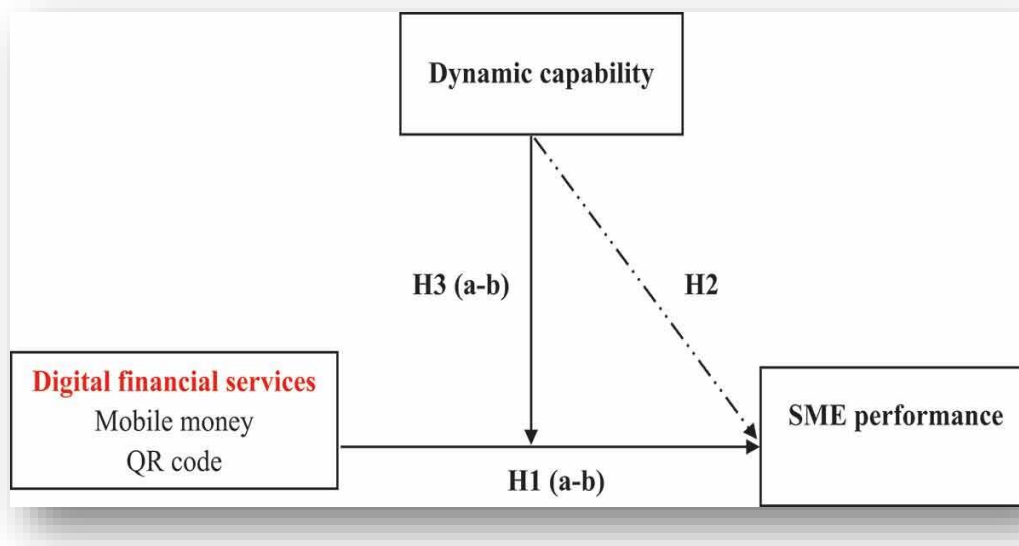 Dynamic capability
H3 (a-b)
H2
Digital financial services
Mobile money
QR code
SME performance
H1 (a-b)